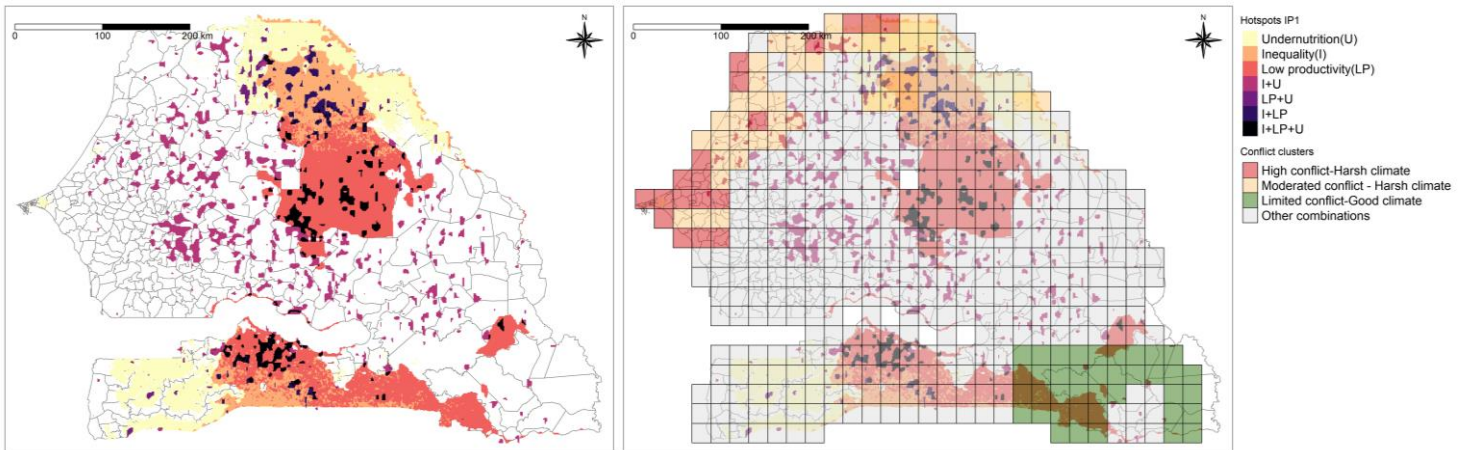 0 100 200 km
N
0 100 200 km
N
Hotspots IP1
Undernutrition(U)
Inequality(I)
Low productivity(LP)
I+U
LP+U
I+LP
I+LP+U
Conflict clusters
High conflict-Harsh climate
Moderated conflict - Harsh climate
Limited conflict-Good climate
Other combinations